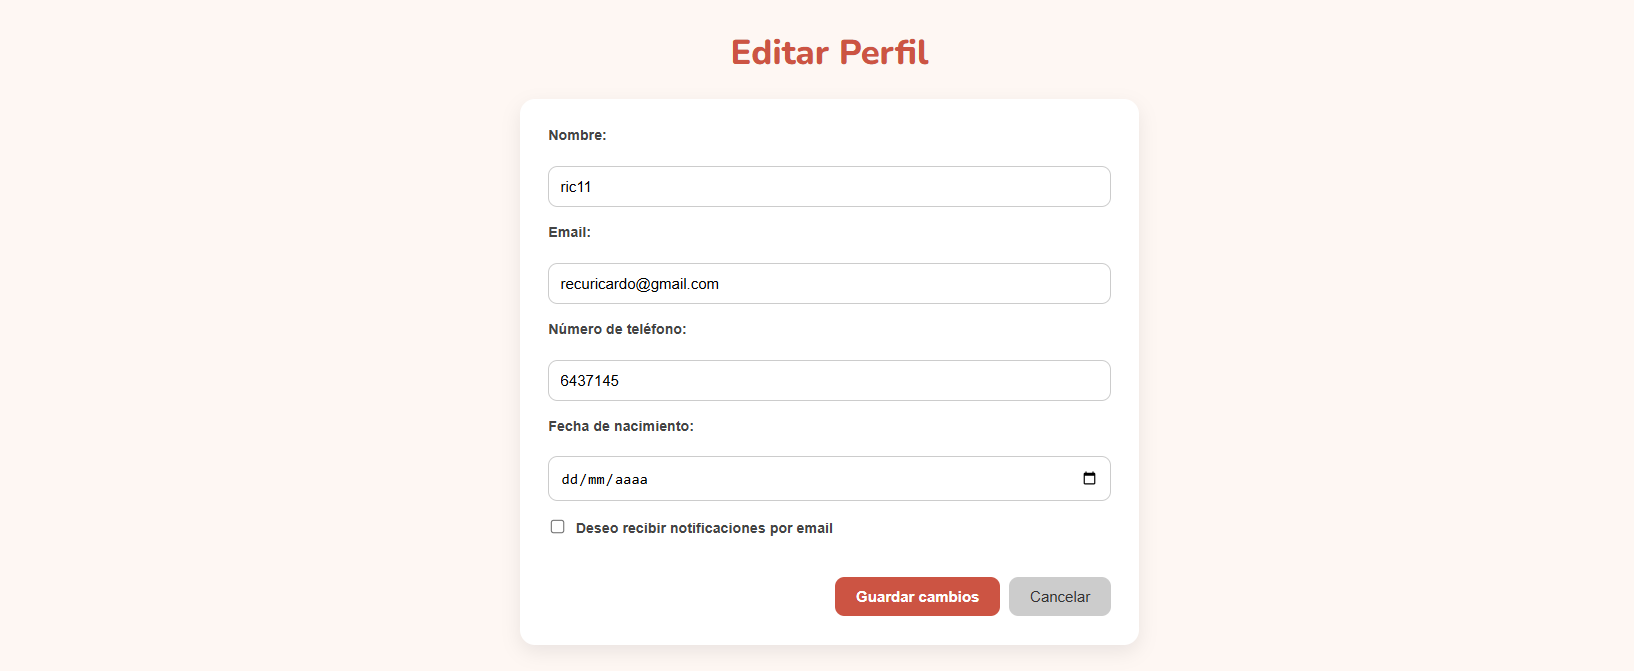 Editar Perfil
Nombre:
ric11
Email:
recuricardo@gmail.com
Número de teléfono:
6437145
Fecha de nacimiento:
dd/mm/aaaa
Deseo recibir notificaciones por email
Guardar cambios Cancelar